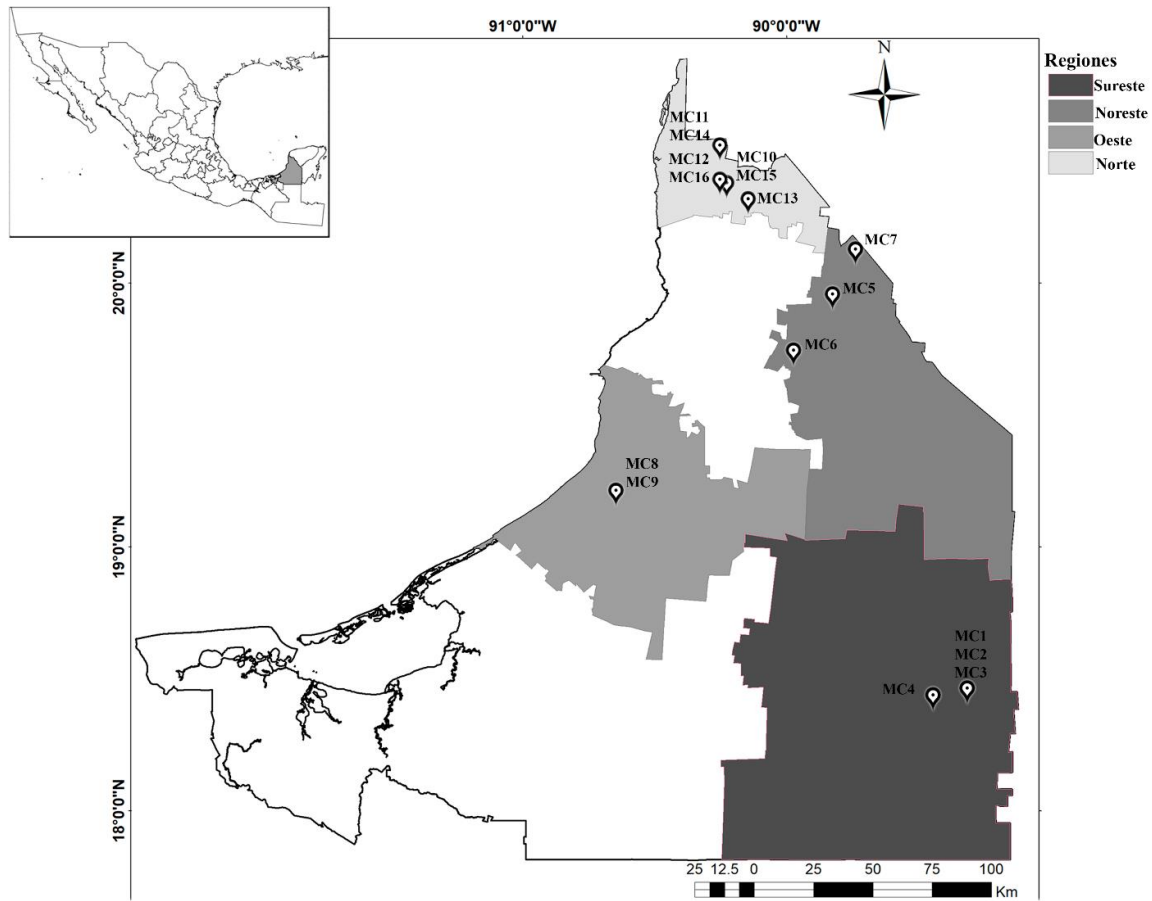 91°0'0"W
90°0'0"W
N
Regiones
Sureste
Noreste
Oeste
Norte
MC11
MC14
MC12
MC16
MC10
MC15
MC13
MC7
MC5
MC6
MC8
MC9
MC1
MC2
MC3
MC4
20°0'0"N
19°0'0"N
18°0'0"N
25 12.5 0 25 50 75 100
Km